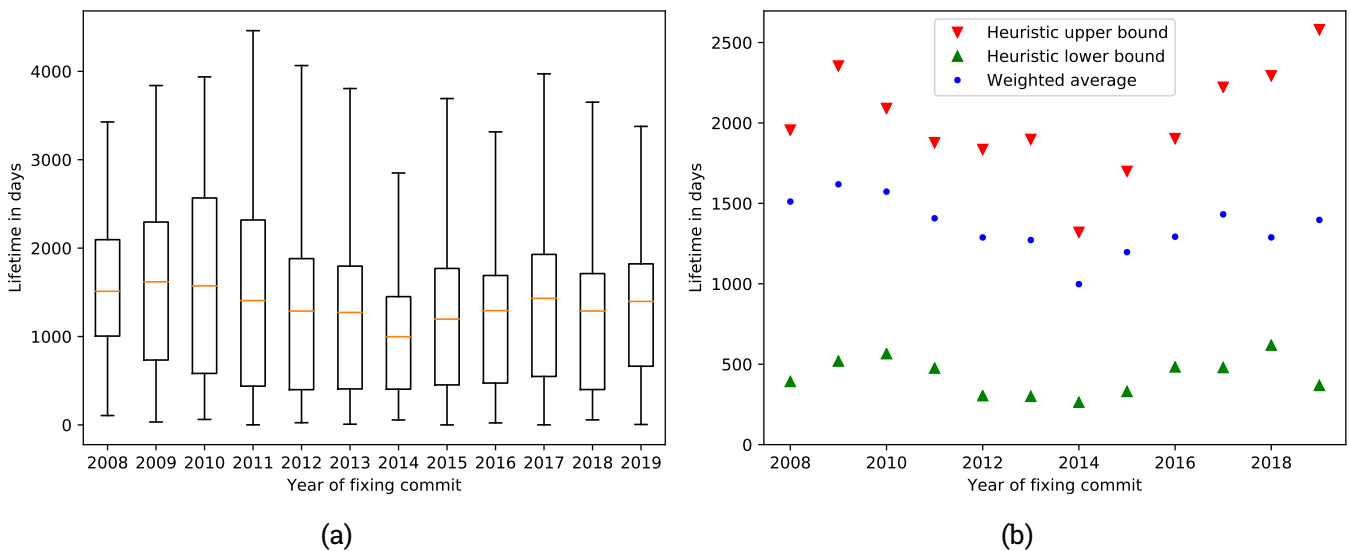 4000
3000
2000
1000
0
Lifetime in days
2008 2009 2010 2011 2012 2013 2014 2015 2016 2017 2018 2019
Year of fixing commit
(a)
Heuristic upper bound
Heuristic lower bound
Weighted average
2500
2000
1500
1000
500
0
Lifetime in days
2008 2010 2012 2014 2016 2018
Year of fixing commit
(b)